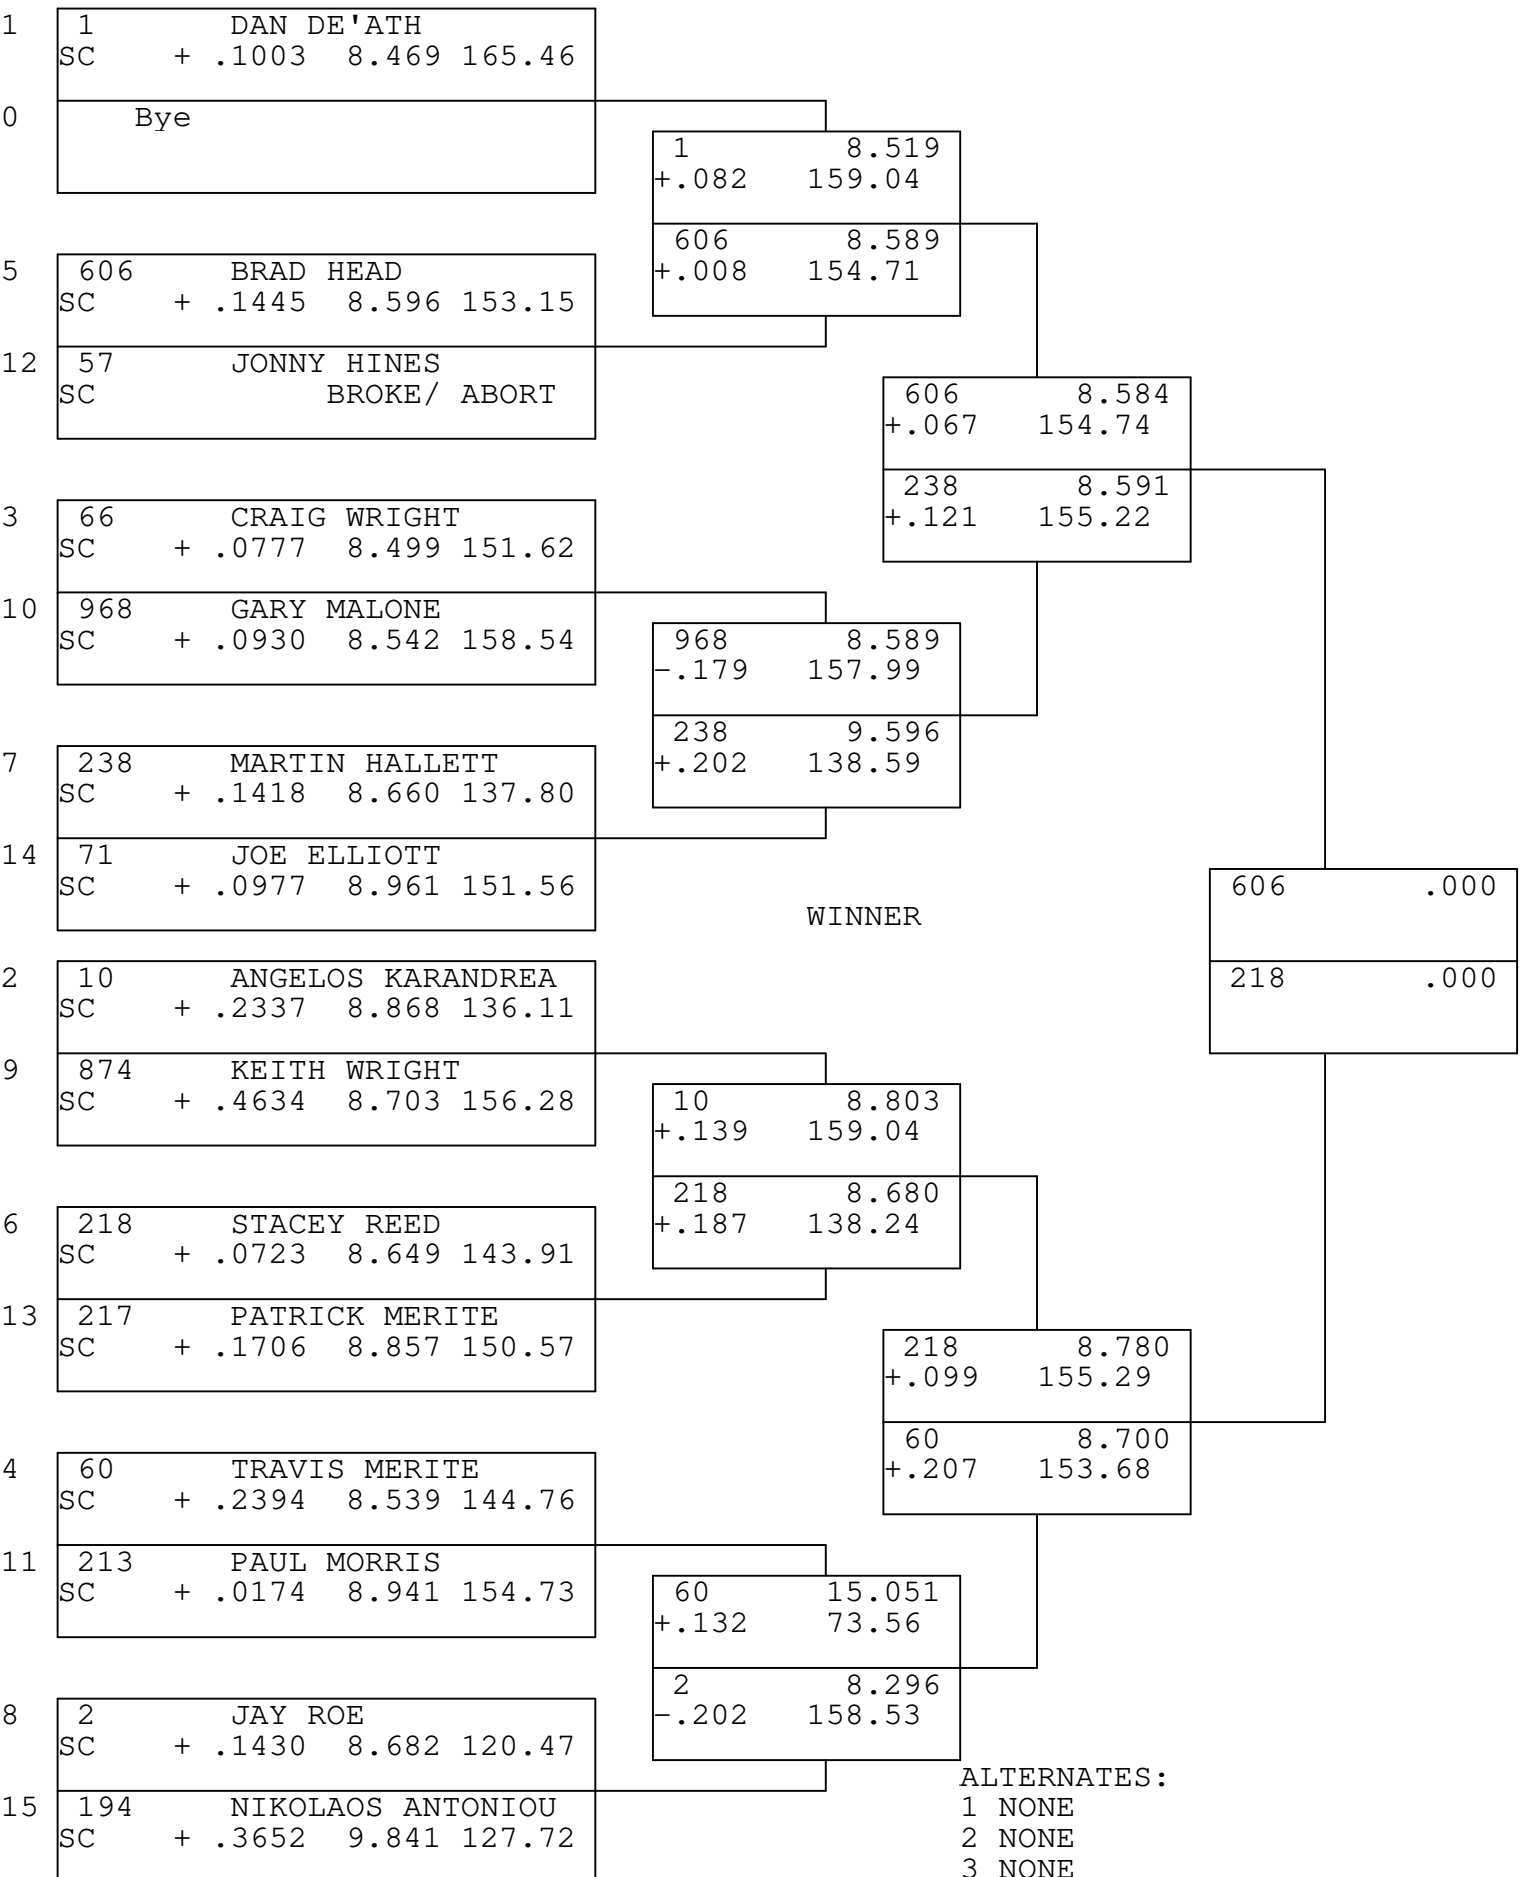 1 1 DAN DE'ATH
SC + .1003 8.469 165.46
0 Bye
1 8.519
+.082 159.04
606 8.589
+.008 154.71
5 606 BRAD HEAD
SC + .1445 8.596 153.15
12 57 JONNY HINES
SC BROKE/ ABORT
606 8.584
+.067 154.74
238 8.591
+.121 155.22
3 66 CRAIG WRIGHT
SC + .0777 8.499 151.62
10 968 GARY MALONE
SC + .0930 8.542 158.54
968 8.589
-.179 157.99
238 9.596
+.202 138.59
7 238 MARTIN HALLETT
SC + .1418 8.660 137.80
14 71 JOE ELLIOTT
SC + .0977 8.961 151.56
WINNER
606 .000
218 .000
2 10 ANGELOS KARANDREA
SC + .2337 8.868 136.11
9 874 KEITH WRIGHT
SC + .4634 8.703 156.28
10 8.803
+.139 159.04
218 8.680
+.187 138.24
6 218 STACEY REED
SC + .0723 8.649 143.91
13 217 PATRICK MERITE
SC + .1706 8.857 150.57
218 8.780
+.099 155.29
60 8.700
+.207 153.68
4 60 TRAVIS MERITE
SC + .2394 8.539 144.76
11 213 PAUL MORRIS
SC + .0174 8.941 154.73
60 15.051
+.132 73.56
2 8.296
-.202 158.53
8 2 JAY ROE
SC + .1430 8.682 120.47
15 194 NIKOLAOS ANTONIOU
SC + .3652 9.841 127.72
ALTERNATES:
1 NONE
2 NONE
3 NONE